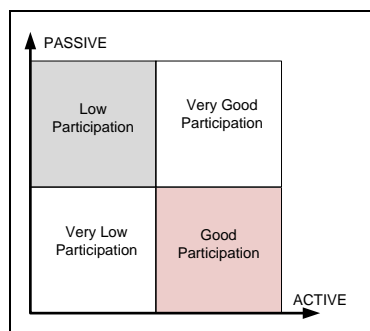 PASSIVE
Low
Participation
Very Good
Participation
Very Low
Participation
Good
Participation
ACTIVE